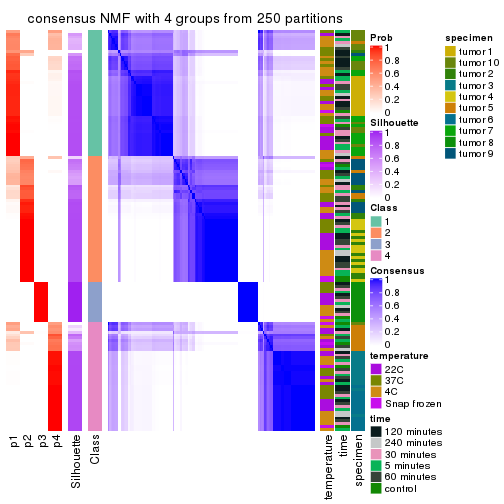 consensus NMF with 4 groups from 250 partitions
Prob
1
0.8
0.6
0.4
0.2
0
Silhouette
1
0.8
0.6
0.4
0.2
0
Class
1
2
3
4
Consensus
1
0.8
0.6
0.4
0.2
0
temperature
22C
37C
4C
Snap frozen
time
120 minutes
240 minutes
30 minutes
5 minutes
60 minutes
control
specimen
tumor 1
tumor 10
tumor 2
tumor 3
tumor 4
tumor 5
tumor 6
tumor 7
tumor 8
tumor 9
p1
p2
p3
p4
Silhouette
Class
temperature
time
specimen